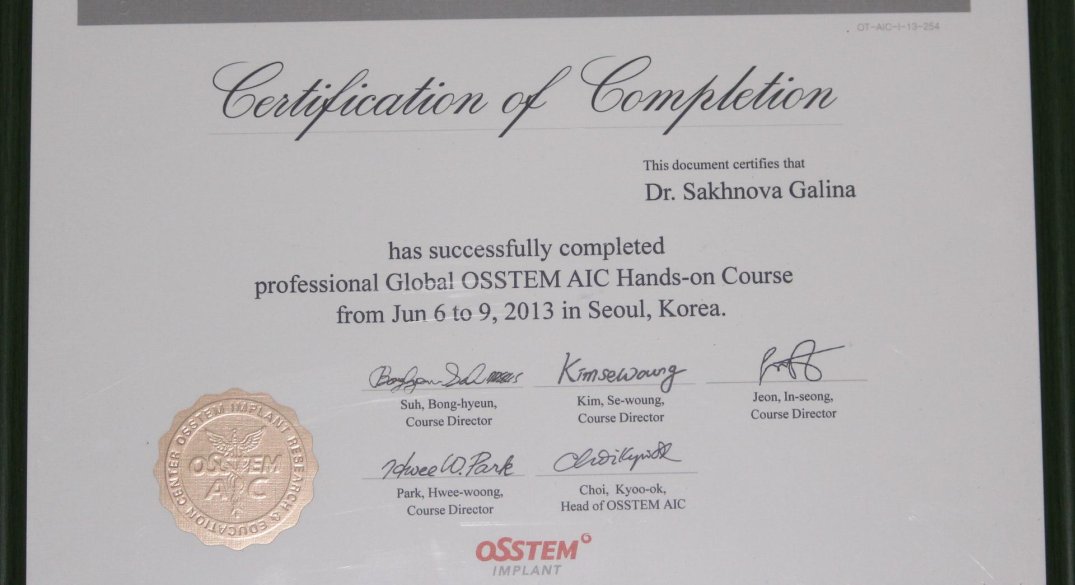 OT-AIC-I-13-254
Certification of Completion
This document certifies that
Dr. Sakhnova Galina
has successfully completed
professional Global OSSTEM AIC Hands-on Course
from Jun 6 to 9, 2013 in Seoul, Korea.
Kimsewoung
Suh, Bong-hyeun,
Course Director
Kim, Se-woung,
Course Director
Jeon, In-seong,
Course Director
Hwee W. Park
Park, Hwee-woong,
Course Director
Choi, Kyoo-ok,
Head of OSSTEM AIC
OSSTEM IMPLANT RESEARCH & EDUCATION CENTER
OSSTEM
AIC
OSSTEM
IMPLANT